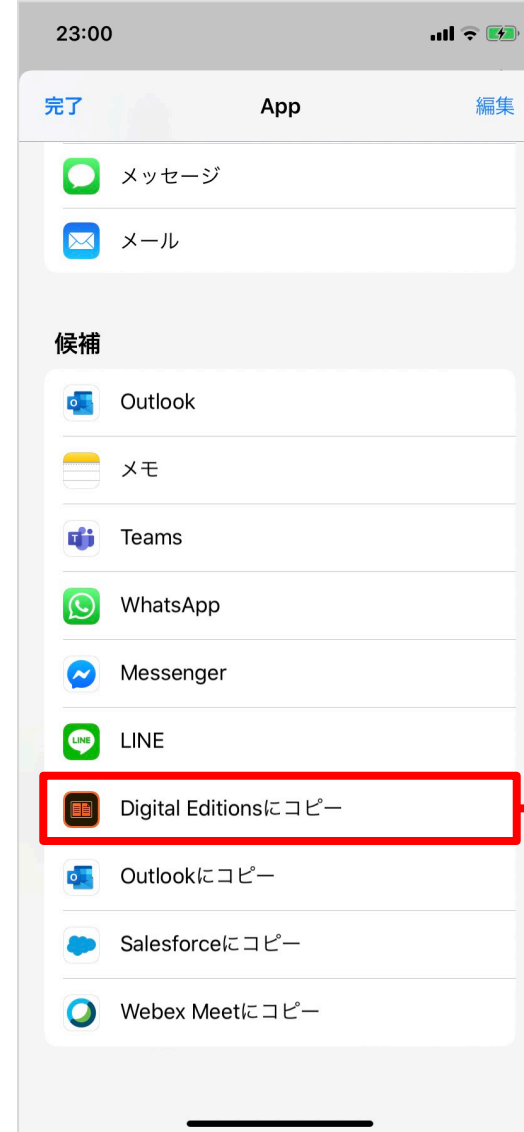 23:00
完了 App 編集
メッセージ
メール
候補
Outlook
メモ
Teams
WhatsApp
Messenger
LINE LINE
Digital Editionsにコピー
Outlookにコピー
Salesforceにコピー
Webex Meetにコピー